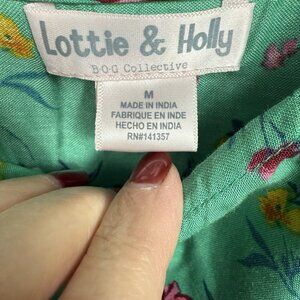 Lottie & Holly
B·O·G Collective
M
MADE IN INDIA
FABRIQUE EN INDE
HECHO EN INDIA
RN#141357